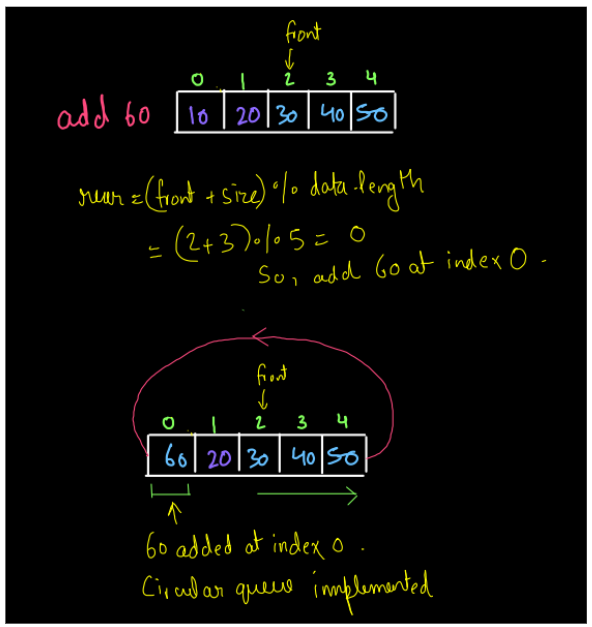 front
0 1 2 3 4
add 60 10 20 30 40 50
rear = (front + size) % data.length
= (2+3) % 5 = 0
So, add 60 at index 0 .
front
0 1 2 3 4
60 20 30 40 50
60 added at index 0 .
Circular queue innplemented